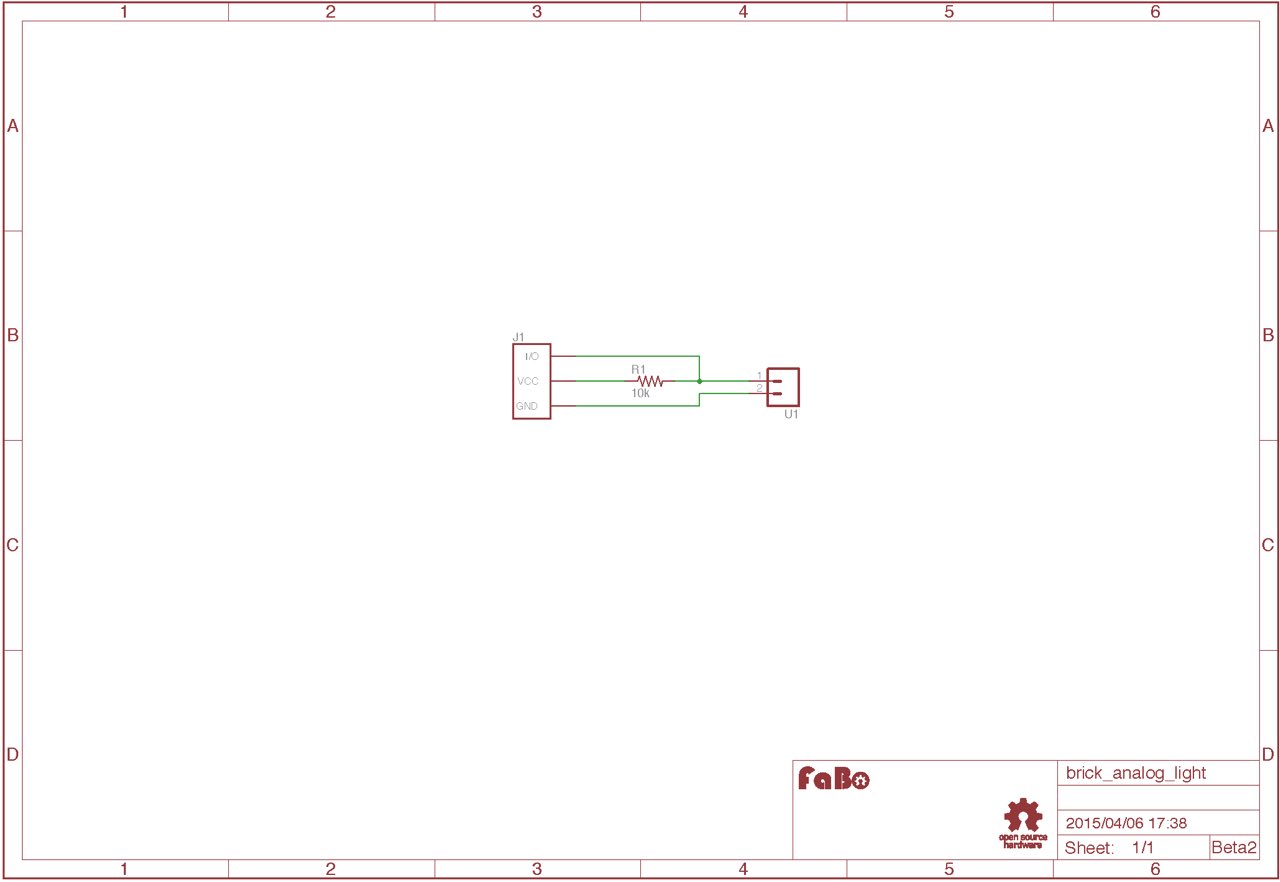 1 2 3 4 5 6
A A
J1
B B
I/O
R1
VCC 1
10k 2
GND
U1
C C
D D
FaBo
brick_analog_light
2015/04/06 17:38
open source
hardware
Sheet: 1/1 Beta2
1 2 3 4 5 6